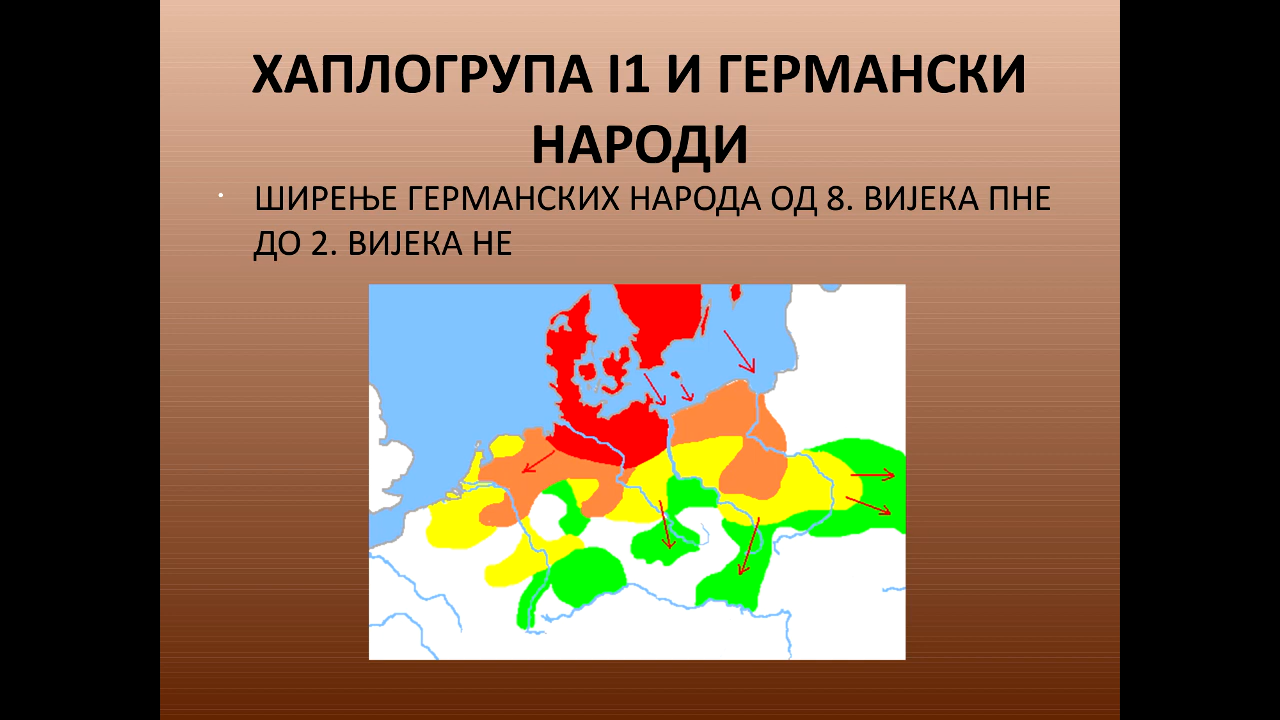 ХАПЛОГРУПА I1 И ГЕРМАНСКИ
НАРОДИ
· ШИРЕЊЕ ГЕРМАНСКИХ НАРОДА ОД 8. ВИЈЕКА ПНЕ
ДО 2. ВИЈЕКА НЕ